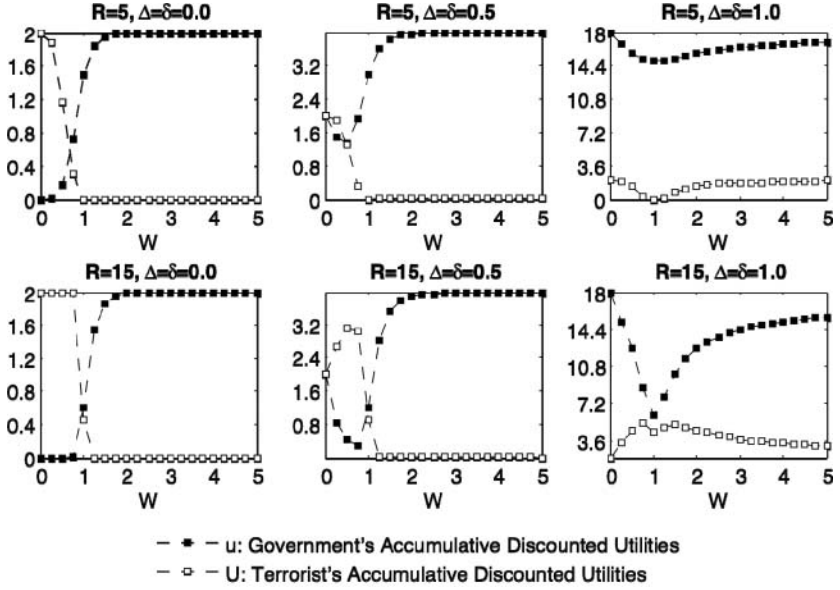 R=5, Δ=δ=0.0
R=5, Δ=δ=0.5
R=5, Δ=δ=1.0
2
1.6
1.2
0.8
0.4
0
0 1 2 3 4 5
W
3.2
2.4
1.6
0.8
0
0 1 2 3 4 5
W
18
14.4
10.8
7.2
3.6
0
0 1 2 3 4 5
W
R=15, Δ=δ=0.0
R=15, Δ=δ=0.5
R=15, Δ=δ=1.0
2
1.6
1.2
0.8
0.4
0
0 1 2 3 4 5
W
3.2
2.4
1.6
0.8
0
0 1 2 3 4 5
W
18
14.4
10.8
7.2
3.6
0 1 2 3 4 5
W
u: Government's Accumulative Discounted Utilities
U: Terrorist's Accumulative Discounted Utilities